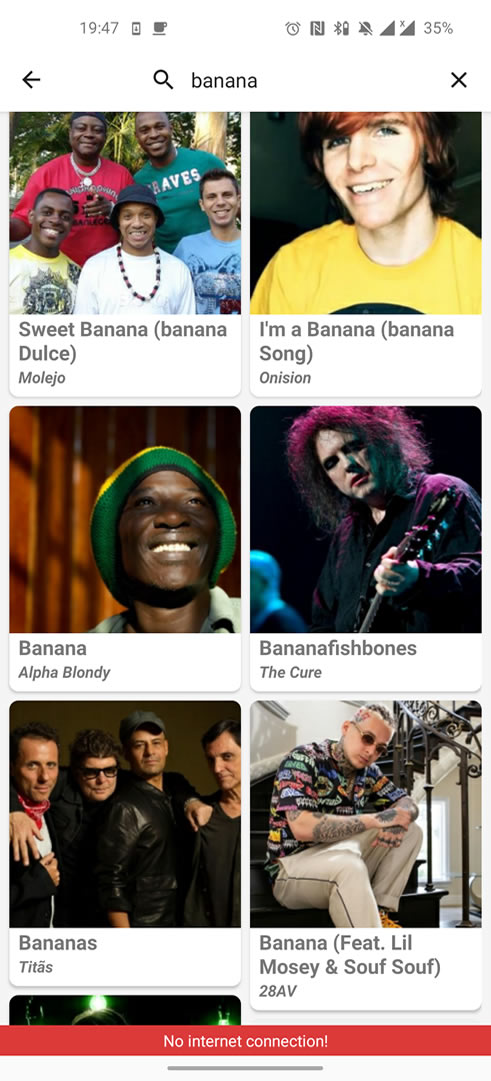 19:47
35%
banana
Sweet Banana (banana
Dulce)
Molejo
I'm a Banana (banana
Song)
Onision
Banana
Alpha Blondy
Bananafishbones
The Cure
Bananas
Titãs
Banana (Feat. Lil
Mosey & Souf Souf)
28AV
No internet connection!